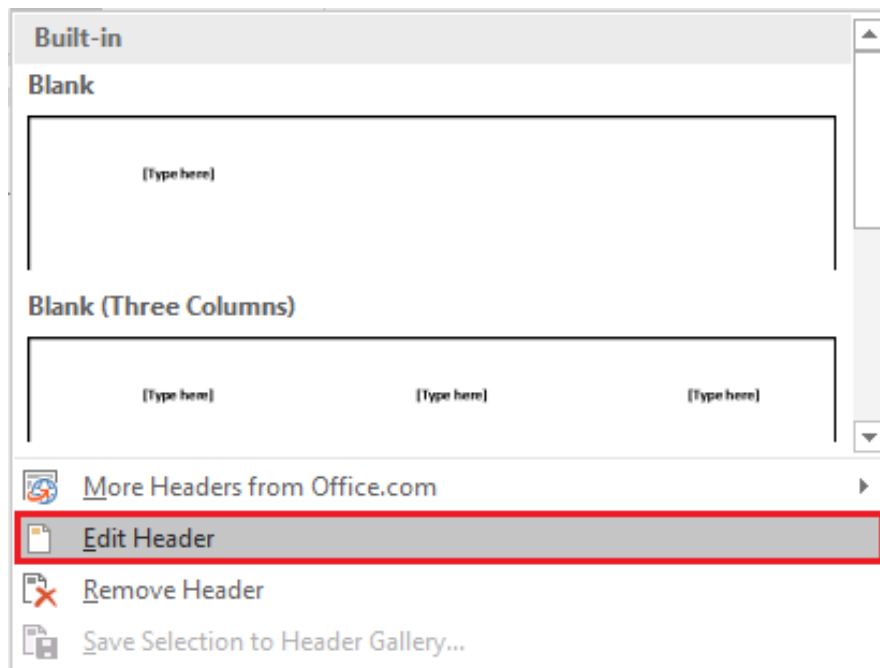 Built-in
Blank
[Type here]
Blank (Three Columns)
[Type here] [Type here] [Type here]
More Headers from Office.com
Edit Header
Remove Header
Save Selection to Header Gallery...